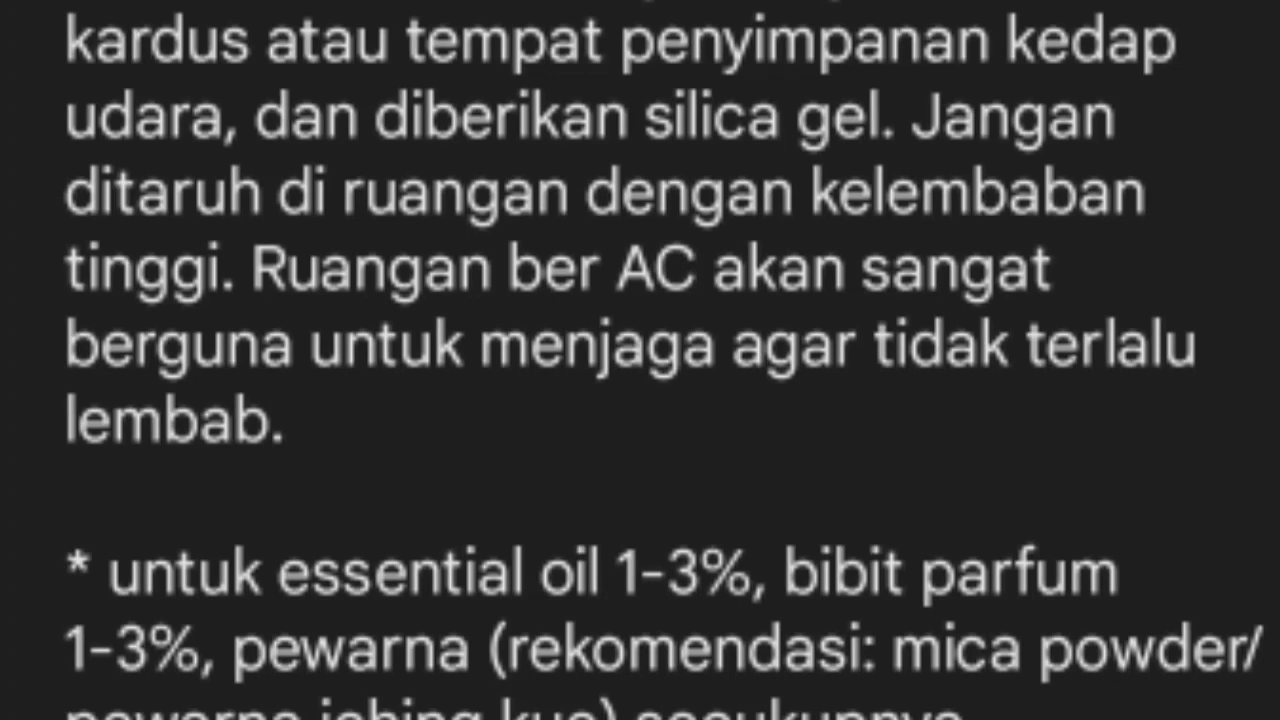 kardus atau tempat penyimpanan kedap
udara, dan diberikan silica gel. Jangan
ditaruh di ruangan dengan kelembaban
tinggi. Ruangan ber AC akan sangat
berguna untuk menjaga agar tidak terlalu
lembab.
* untuk essential oil 1-3%, bibit parfum
1-3%, pewarna (rekomendasi: mica powder/